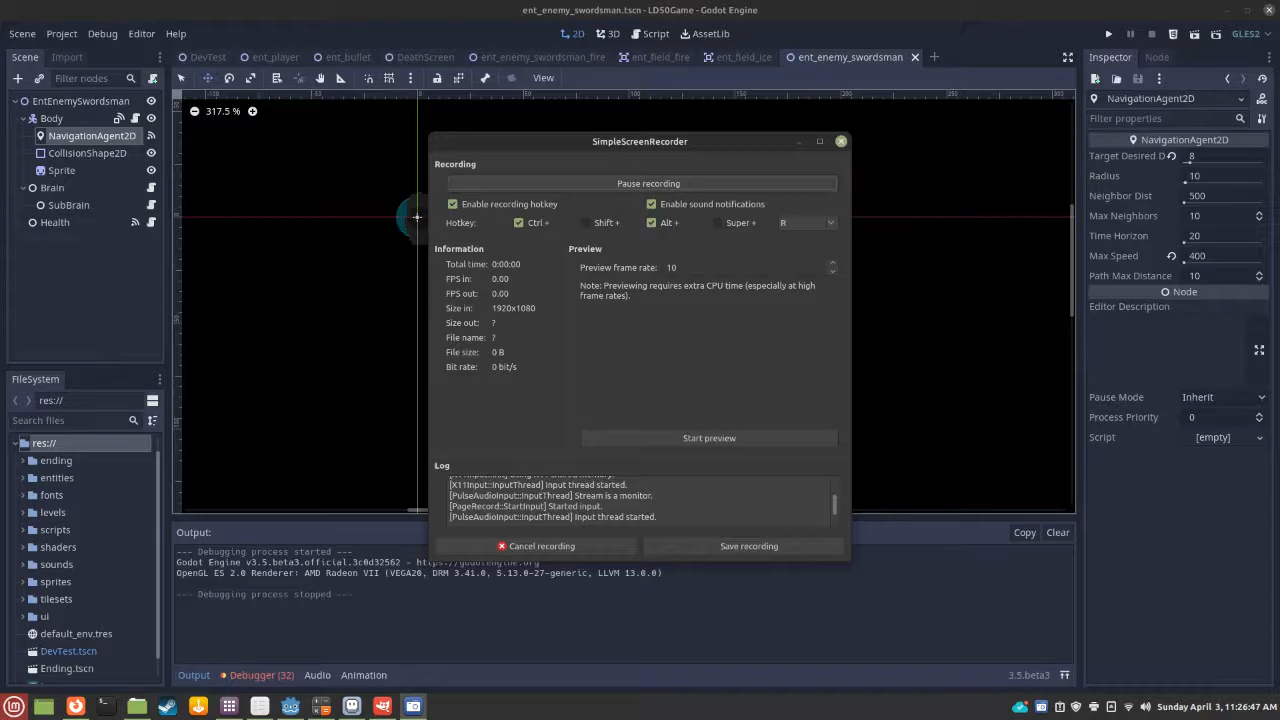 ent_enemy_swordsman.tscn - LD50Game - Godot Engine
Scene Project Debug Editor Help
2D 3D Script AssetLib
GLES2
Scene Import
DevTest ent_player ent_bullet DeathScreen ent_enemy_swordsman_fire ent_field_fire ent_field_ice ent_enemy_swordsman
Inspector Node
Filter nodes
View
EntEnemySwordsman
Body
NavigationAgent2D
CollisionShape2D
Sprite
Brain
SubBrain
Health
317.5 %
-100 -50 0 200 250 300
SimpleScreenRecorder
Recording
Pause recording
Enable recording hotkey
Enable sound notifications
Hotkey: Ctrl + Shift + Alt + Super + R
Information
Total time: 0:00:00
FPS in: 0.00
FPS out: 0.00
Size in: 1920x1080
Size out: ?
File name: ?
File size: 0 B
Bit rate: 0 bit/s
Preview
Preview frame rate: 10
Note: Previewing requires extra CPU time (especially at high
frame rates).
Start preview
Log
[X11Input::InputThread] Input thread started.
[PulseAudioInput::InputThread] Stream is a monitor.
[PageRecord::StartInput] Started input.
[PulseAudioInput::InputThread] Input thread started.
Cancel recording
Save recording
NavigationAgent2D
Filter properties
NavigationAgent2D
Target Desired D 8
Radius 10
Neighbor Dist 500
Max Neighbors 10
Time Horizon 20
Max Speed 400
Path Max Distance 10
Node
Editor Description
Pause Mode Inherit
Process Priority 0
Script [empty]
FileSystem
res://
Search files
res://
ending
entities
fonts
levels
scripts
shaders
sounds
sprites
tilesets
ui
default_env.tres
DevTest.tscn
Ending.tscn
Output:
Copy Clear
--- Debugging process started ---
Godot Engine v3.5.beta3.official.3c0d32562 - https://godotengine.org
OpenGL ES 2.0 Renderer: AMD Radeon VII (VEGA20, DRM 3.41.0, 5.13.0-27-generic, LLVM 13.0.0)
--- Debugging process stopped ---
Output Debugger (32) Audio Animation
3.5.beta3
Sunday April 3, 11:26:47 AM